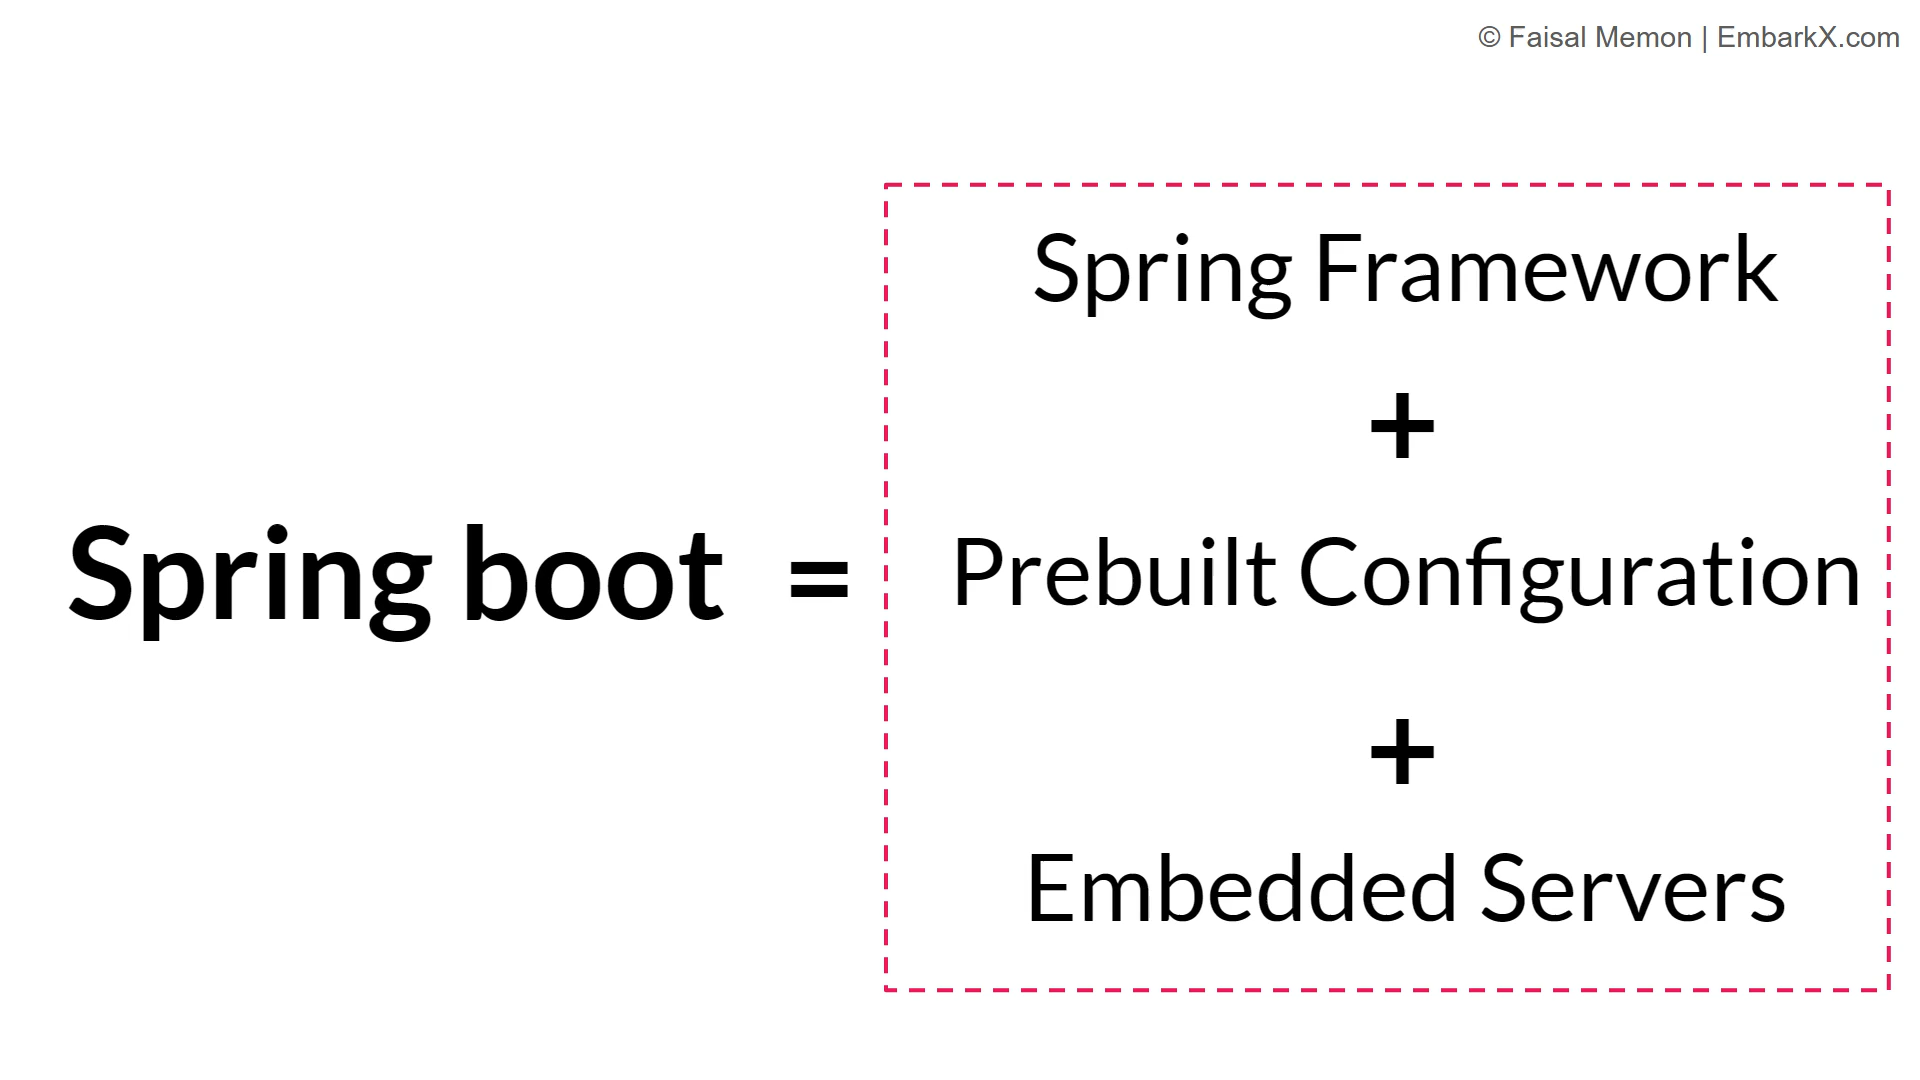 © Faisal Memon | EmbarkX.com
Spring boot =
Spring Framework
+
Prebuilt Configuration
+
Embedded Servers